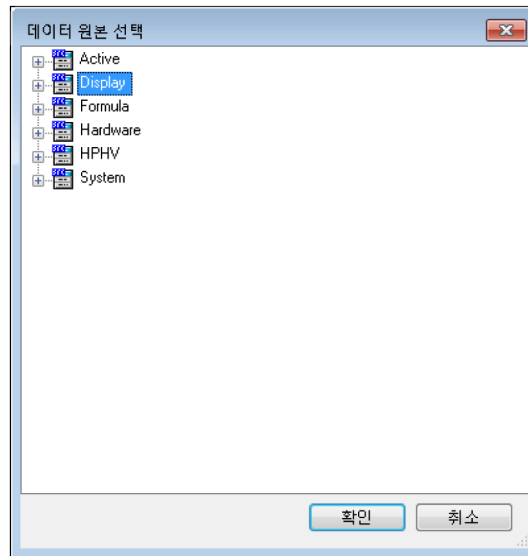 데이터 원본 선택
Active
Display
Formula
Hardware
HPHV
System
확인 취소